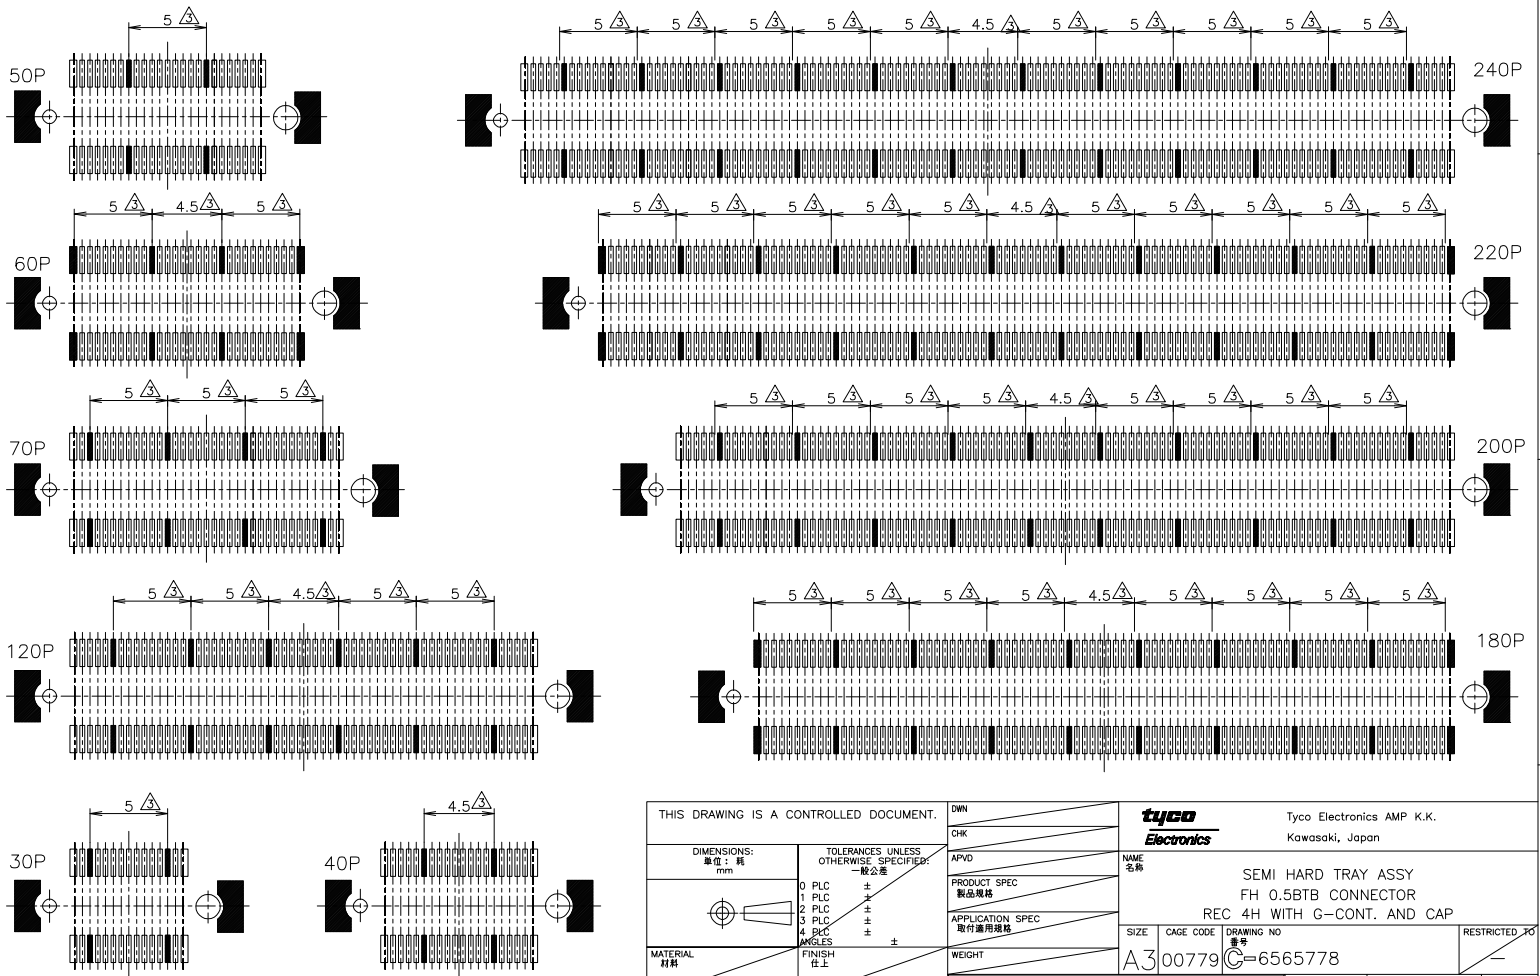 5 3
50P
5 3 5 3 5 3 5 3 5 3 4.5 3 5 3 5 3 5 3 5 3 5 3
240P
5 3 4.5 3 5 3
60P
5 3 5 3 5 3 5 3 5 3 4.5 3 5 3 5 3 5 3 5 3 5 3
220P
5 3 5 3 5 3
70P
5 3 5 3 5 3 5 3 4.5 3 5 3 5 3 5 3 5 3
200P
5 3 5 3 4.5 3 5 3 5 3
120P
5 3 5 3 5 3 5 3 4.5 3 5 3 5 3 5 3 5 3
180P
5 3
30P
4.5 3
40P
THIS DRAWING IS A CONTROLLED DOCUMENT.
DIMENSIONS:
単位: 耗
mm
TOLERANCES UNLESS
OTHERWISE SPECIFIED:
一般公差
0 PLC ±
1 PLC ±
2 PLC ±
3 PLC ±
4 PLC ±
ANGLES ±
MATERIAL
材料
FINISH
仕上
DWN
CHK
APVD
PRODUCT SPEC
製品規格
APPLICATION SPEC
取付適用規格
WEIGHT
tyco
Electronics
Tyco Electronics AMP K.K.
Kawasaki, Japan
NAME
名称
SEMI HARD TRAY ASSY
FH 0.5BTB CONNECTOR
REC 4H WITH G-CONT. AND CAP
SIZE
A3
CAGE CODE
00779
DRAWING NO
番号
C-6565778
RESTRICTED TO
—